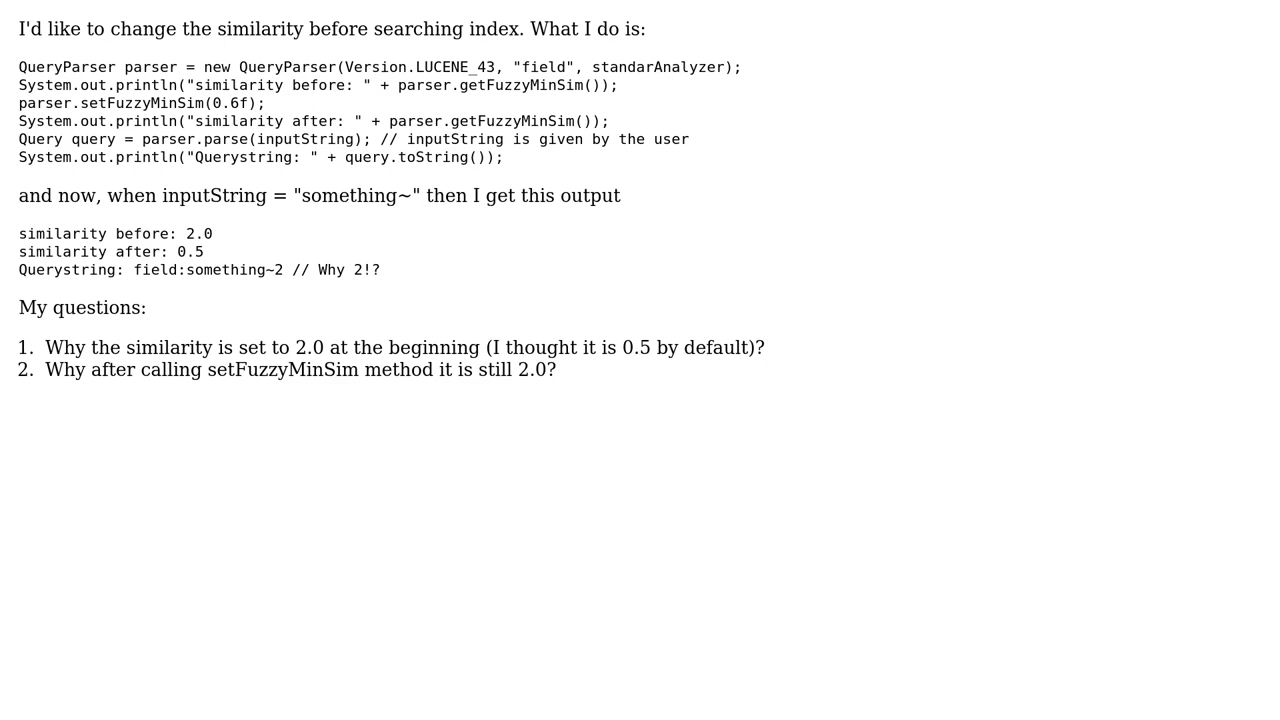 I'd like to change the similarity before searching index. What I do is:
QueryParser parser = new QueryParser(Version.LUCENE_43, "field", standarAnalyzer);
System.out.println("similarity before: " + parser.getFuzzyMinSim());
parser.setFuzzyMinSim(0.6f);
System.out.println("similarity after: " + parser.getFuzzyMinSim());
Query query = parser.parse(inputString); // inputString is given by the user
System.out.println("Querystring: " + query.toString());
and now, when inputString = "something~" then I get this output
similarity before: 2.0
similarity after: 0.5
Querystring: field:something~2 // Why 2!?
My questions:
1. Why the similarity is set to 2.0 at the beginning (I thought it is 0.5 by default)?
2. Why after calling setFuzzyMinSim method it is still 2.0?